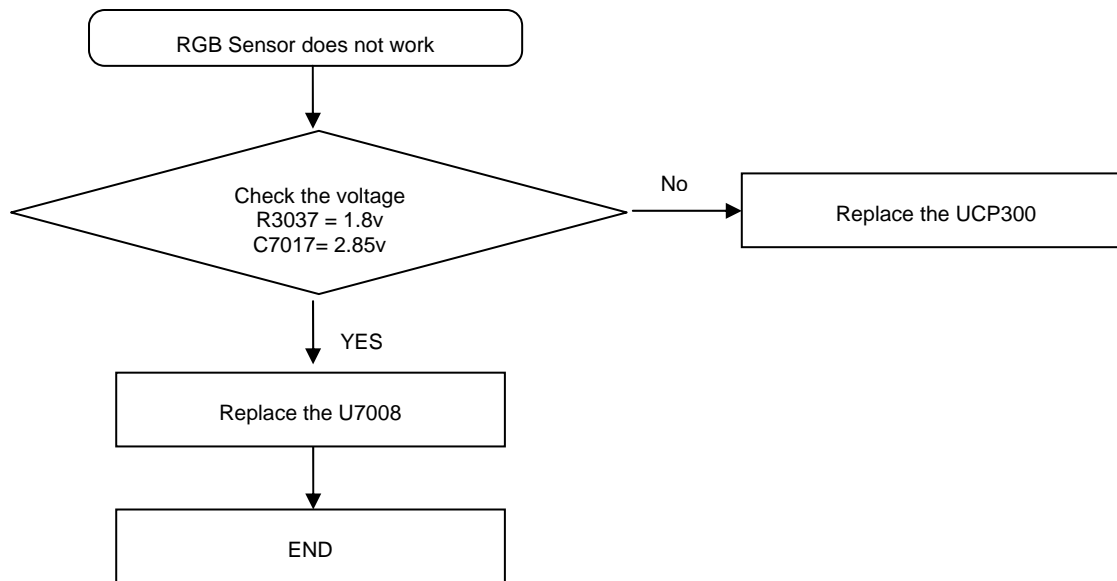 RGB Sensor does not work
Check the voltage
R3037 = 1.8v
C7017= 2.85v
No
Replace the UCP300
YES
Replace the U7008
END